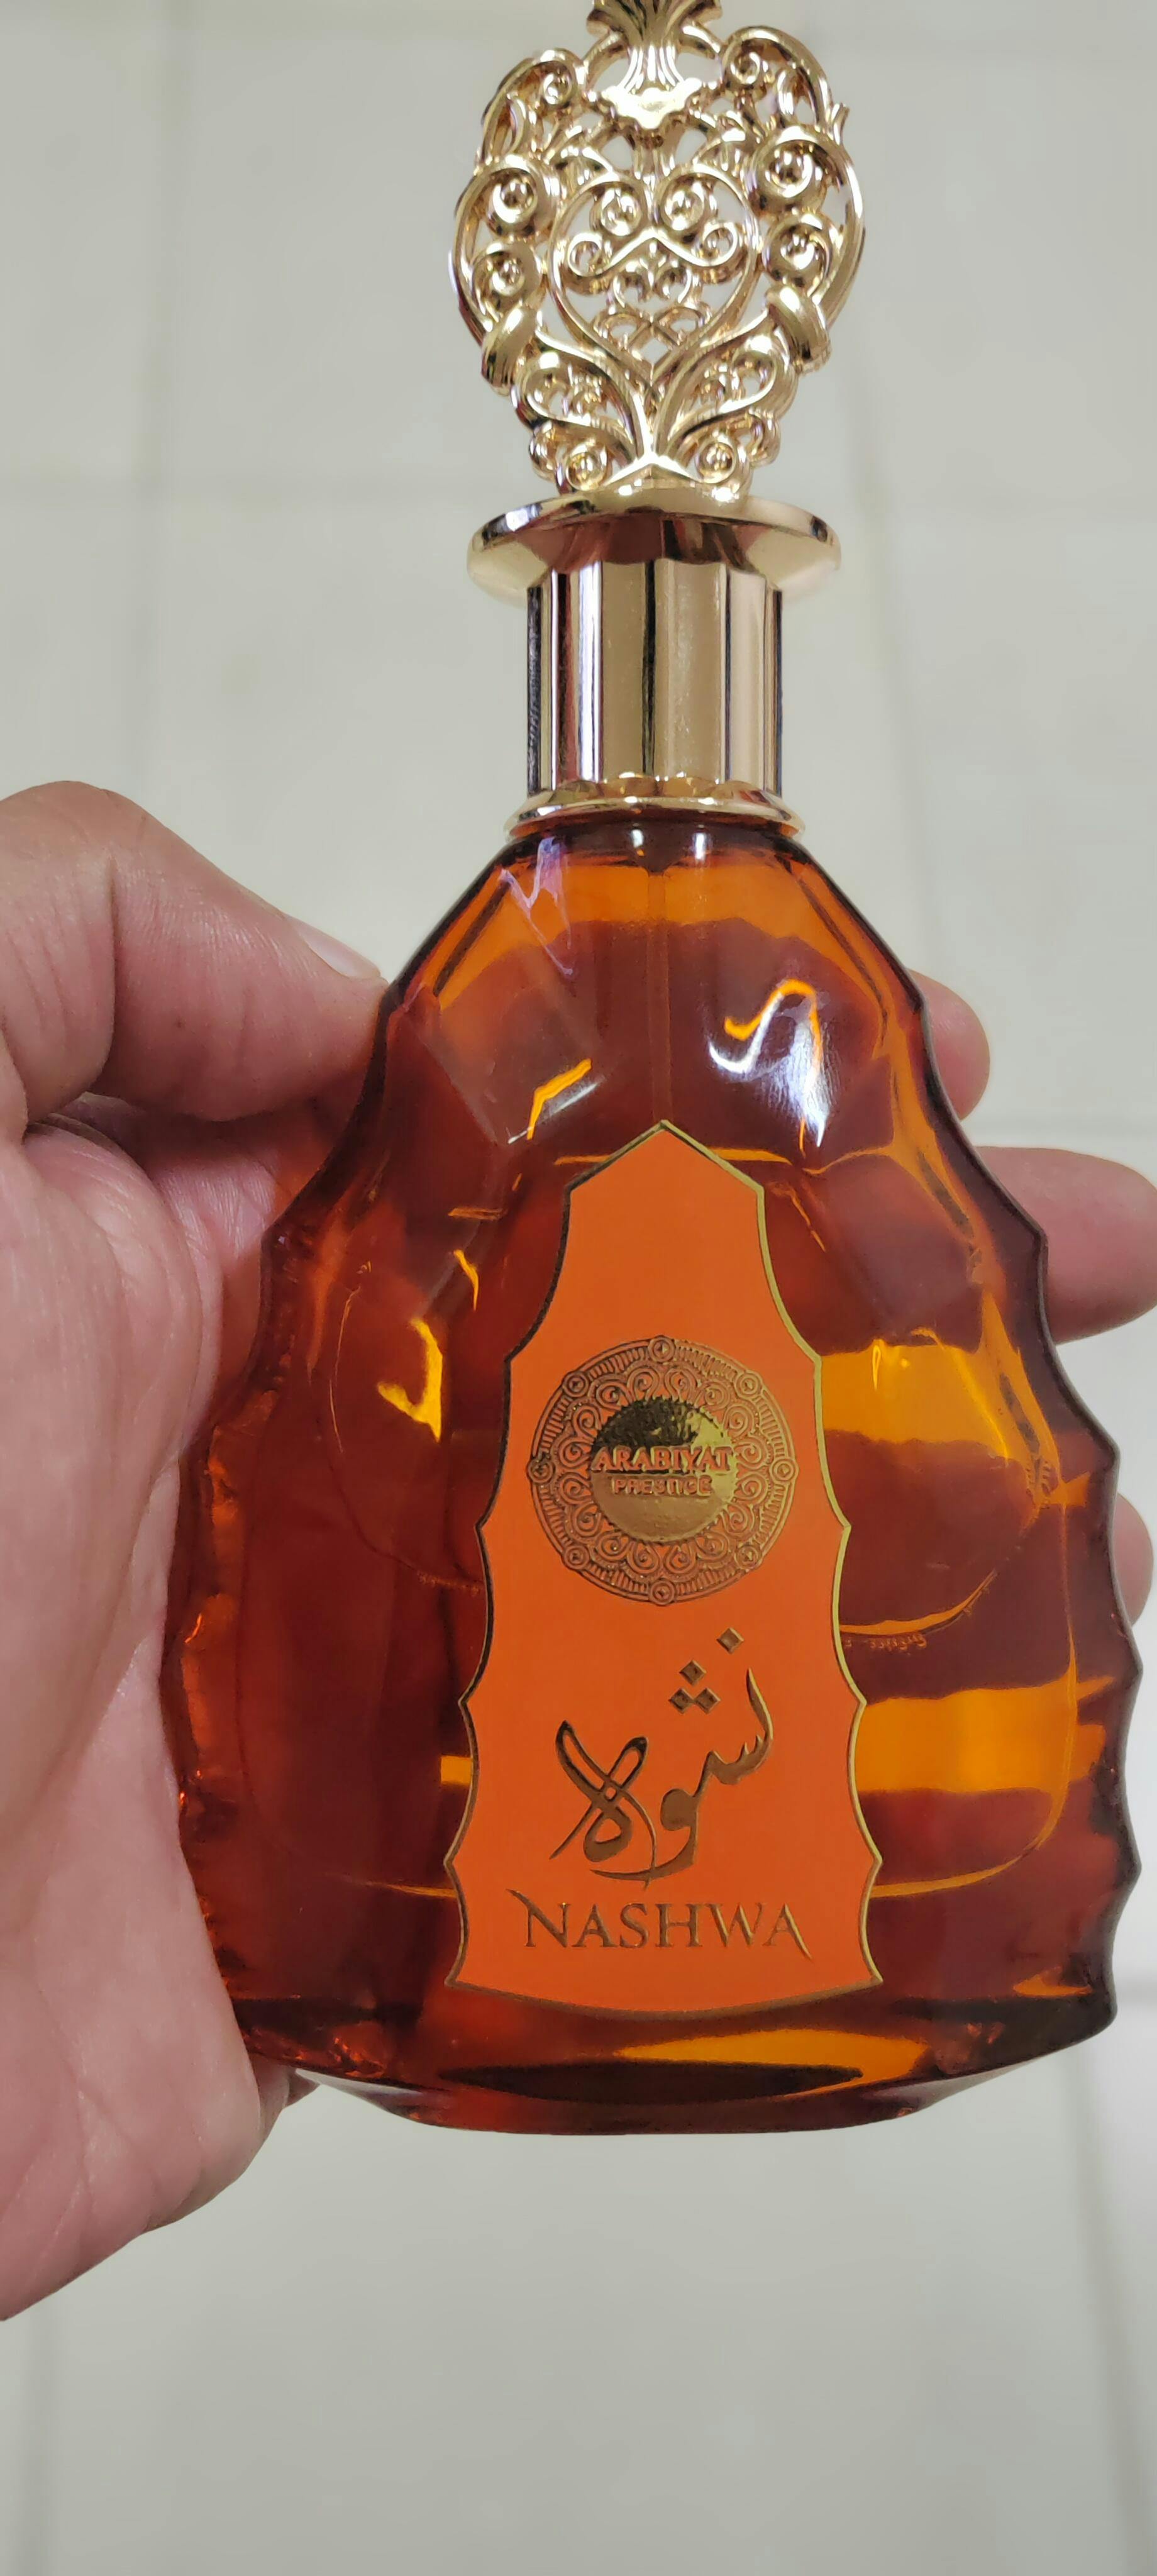 ARABIYAT
PRESTIGE
نشوة
NASHWA